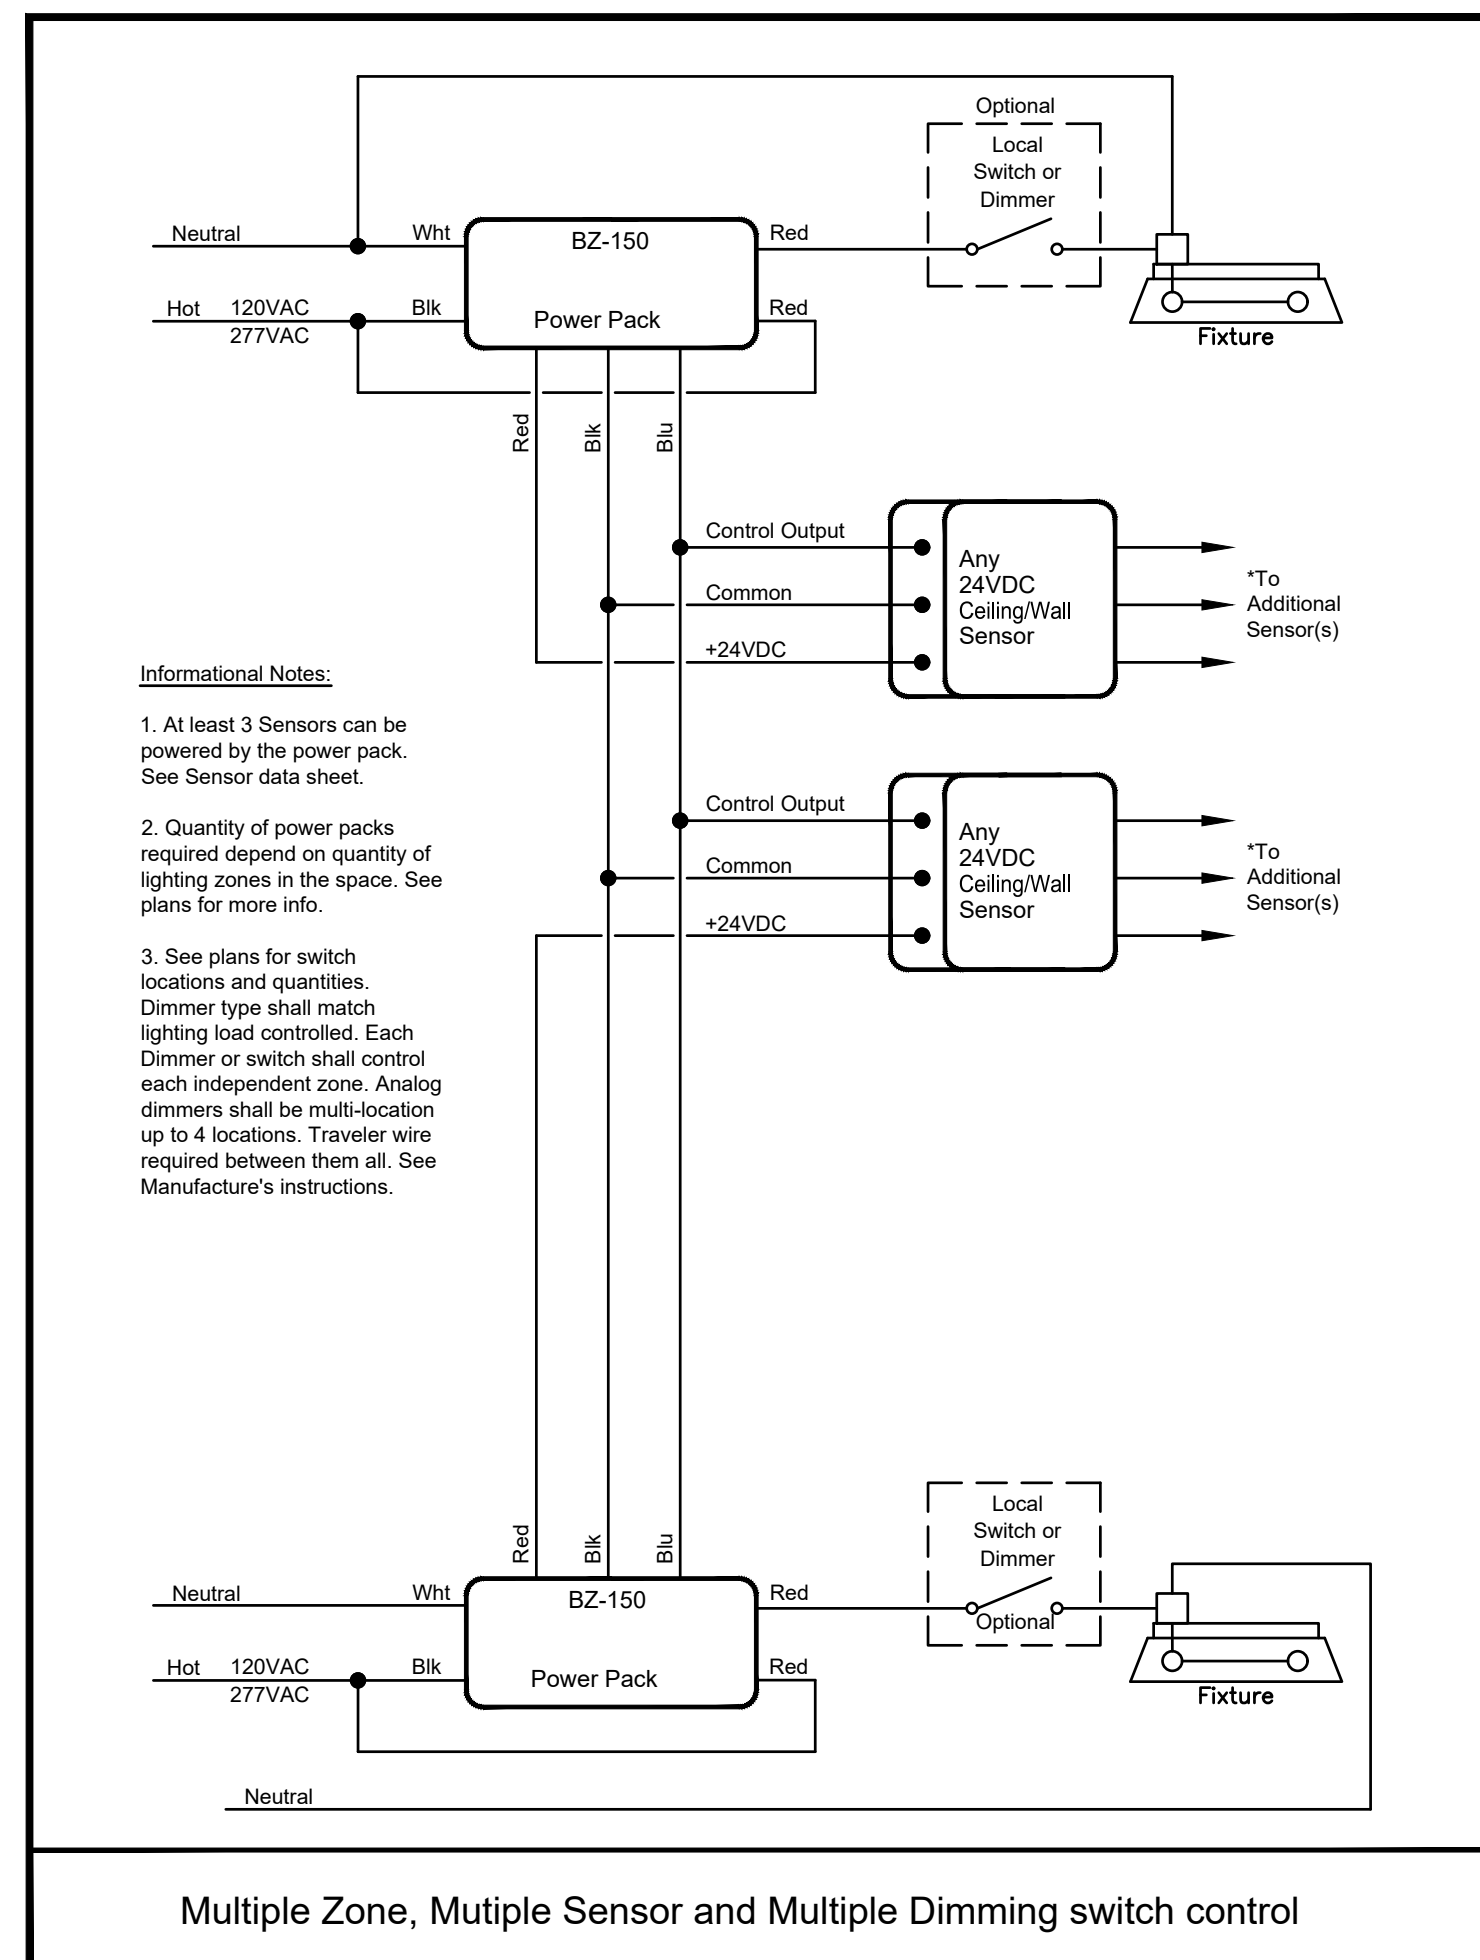 Optional
Local
Switch or
Dimmer
Neutral
Wht
BZ-150
Red
Hot
120VAC
277VAC
Blk
Power Pack
Red
Fixture
Red
Blk
Blu
Control Output
Common
+24VDC
Any
24VDC
Ceiling/Wall
Sensor
*To
Additional
Sensor(s)
Informational Notes:
1. At least 3 Sensors can be
powered by the power pack.
See Sensor data sheet.
2. Quantity of power packs
required depend on quantity of
lighting zones in the space. See
plans for more info.
3. See plans for switch
locations and quantities.
Dimmer type shall match
lighting load controlled. Each
Dimmer or switch shall control
each independent zone. Analog
dimmers shall be multi-location
up to 4 locations. Traveler wire
required between them all. See
Manufacture's instructions.
Control Output
Common
+24VDC
Any
24VDC
Ceiling/Wall
Sensor
*To
Additional
Sensor(s)
Local
Switch or
Dimmer
Optional
Red
Blk
Blu
Neutral
Wht
BZ-150
Red
Hot
120VAC
277VAC
Blk
Power Pack
Red
Fixture
Neutral
Multiple Zone, Mutiple Sensor and Multiple Dimming switch control